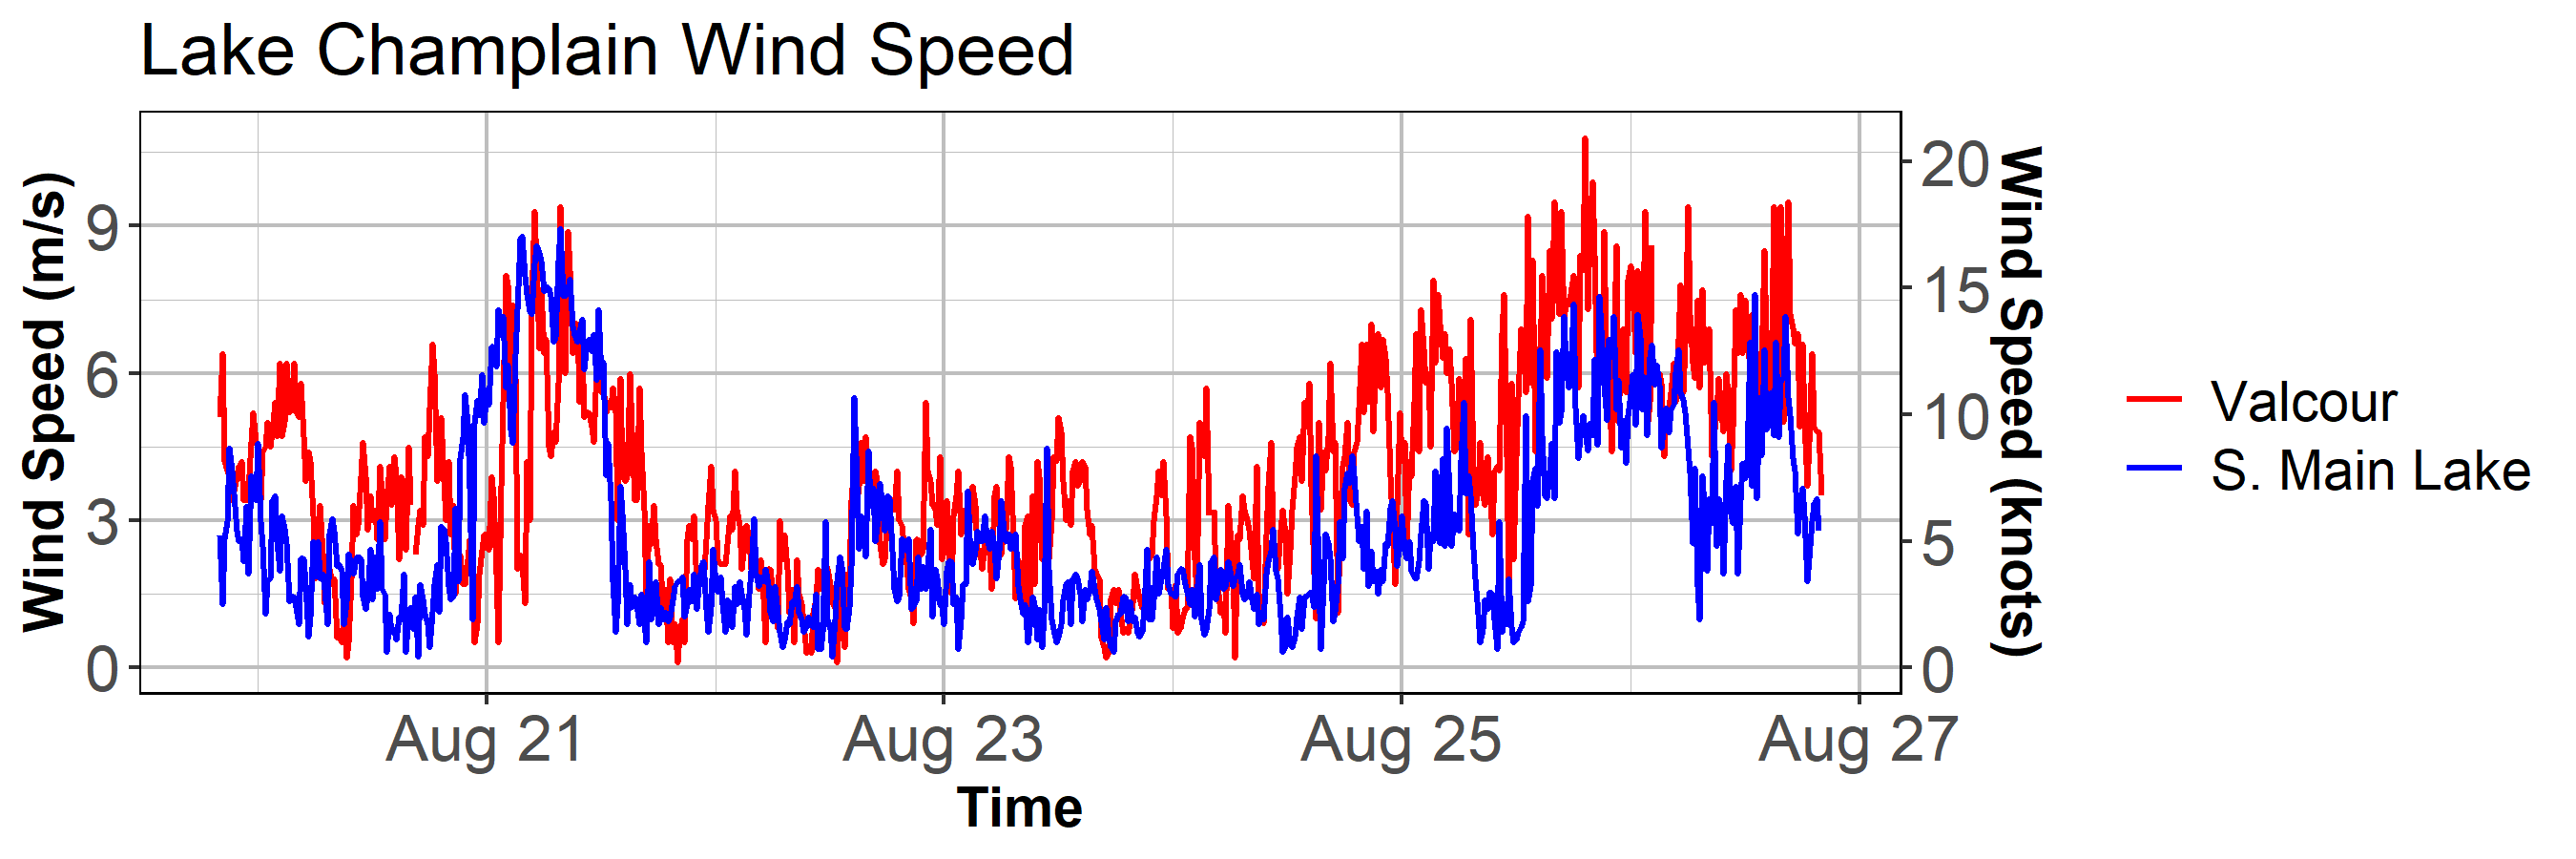 Lake Champlain Wind Speed
Wind Speed (m/s)
9
6
3
0
20
15
10
5
0
Wind Speed (knots)
Aug 21
Aug 23
Aug 25
Aug 27
Time
Valcour
S. Main Lake